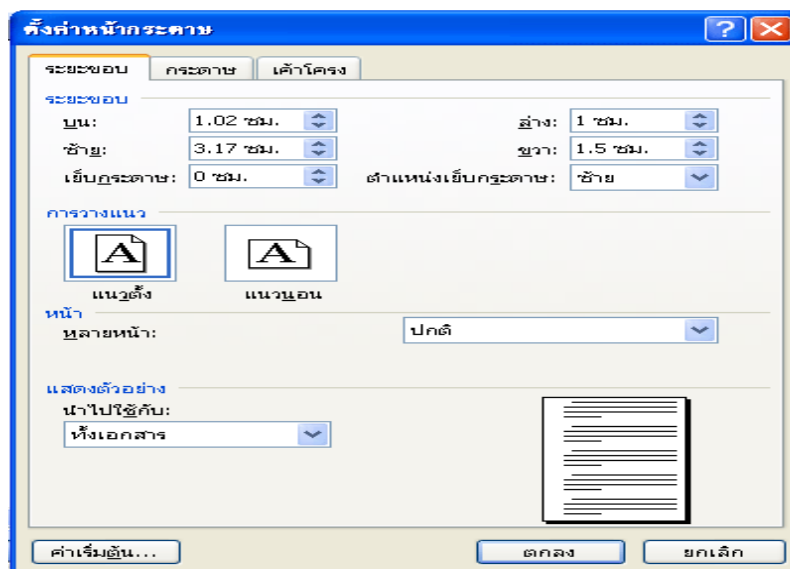 ตั้งค่าหน้ากระดาษ
ระยะขอบ กระดาษ เค้าโครง
ระยะขอบ
บน: 1.02 ซม. ล่าง: 1 ซม.
ซ้าย: 3.17 ซม. ขวา: 1.5 ซม.
เย็บกระดาษ: 0 ซม. ตำแหน่งเย็บกระดาษ: ซ้าย
การวางแนว
A A
แนวตั้ง แนวนอน
หน้า
หลายหน้า: ปกติ
แสดงตัวอย่าง
นำไปใช้กับ:
ทั้งเอกสาร
ค่าเริ่มต้น... ตกลง ยกเลิก